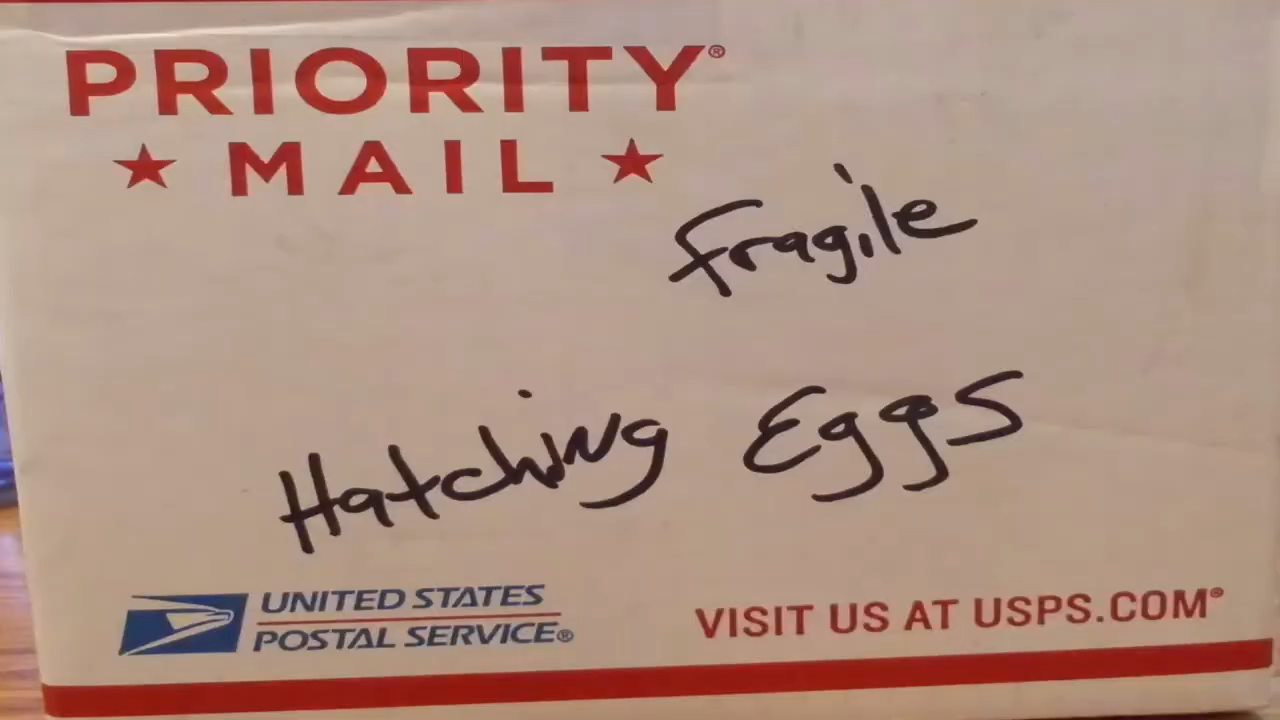 PRIORITY®
★ MAIL ★
Fragile
Hatching Eggs
UNITED STATES
POSTAL SERVICE®
VISIT US AT USPS.COM®